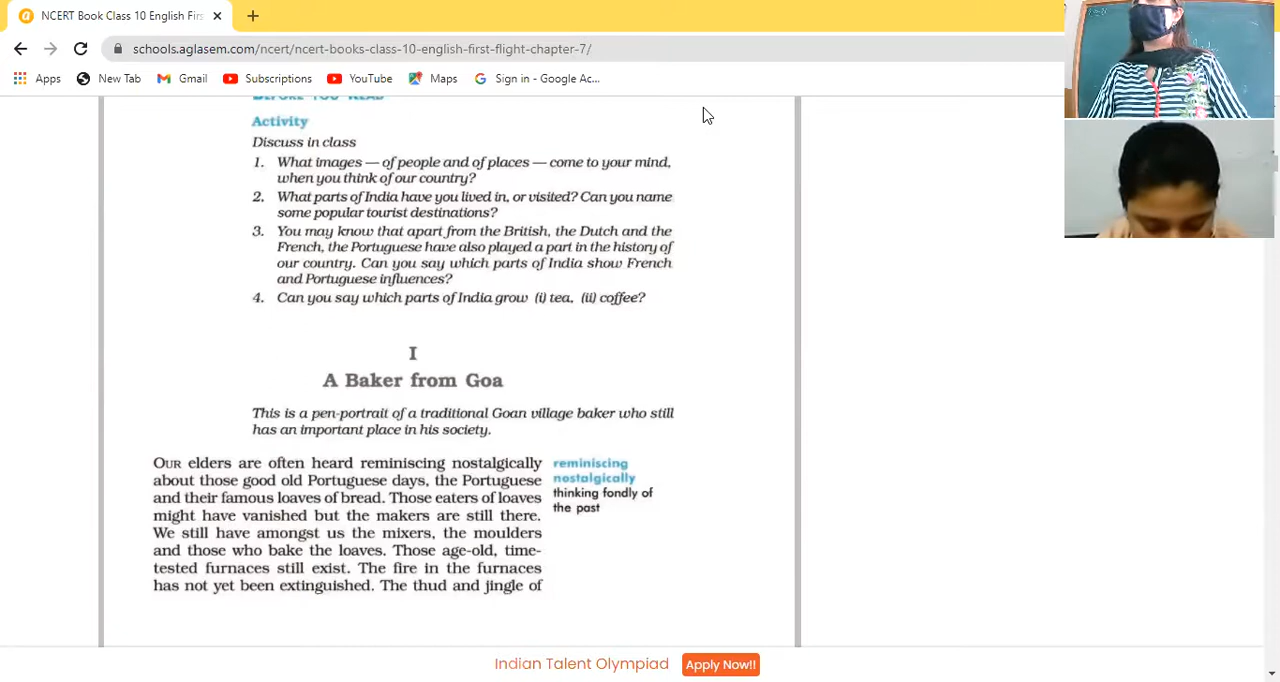 NCERT Book Class 10 English Firs
schools.aglasem.com/ncert/ncert-books-class-10-english-first-flight-chapter-7/
Apps New Tab Gmail Subscriptions YouTube Maps Sign in - Google Ac...
BEFORE YOU READ
Activity
Discuss in class
1. What images — of people and of places — come to your mind,
when you think of our country?
2. What parts of India have you lived in, or visited? Can you name
some popular tourist destinations?
3. You may know that apart from the British, the Dutch and the
French, the Portuguese have also played a part in the history of
our country. Can you say which parts of India show French
and Portuguese influences?
4. Can you say which parts of India grow (i) tea, (ii) coffee?
I
A Baker from Goa
This is a pen-portrait of a traditional Goan village baker who still
has an important place in his society.
OUR elders are often heard reminiscing nostalgically
about those good old Portuguese days, the Portuguese
and their famous loaves of bread. Those eaters of loaves
might have vanished but the makers are still there.
We still have amongst us the mixers, the moulders
and those who bake the loaves. Those age-old, time-
tested furnaces still exist. The fire in the furnaces
has not yet been extinguished. The thud and jingle of
reminiscing
nostalgically
thinking fondly of
the past
Indian Talent Olympiad Apply Now!!